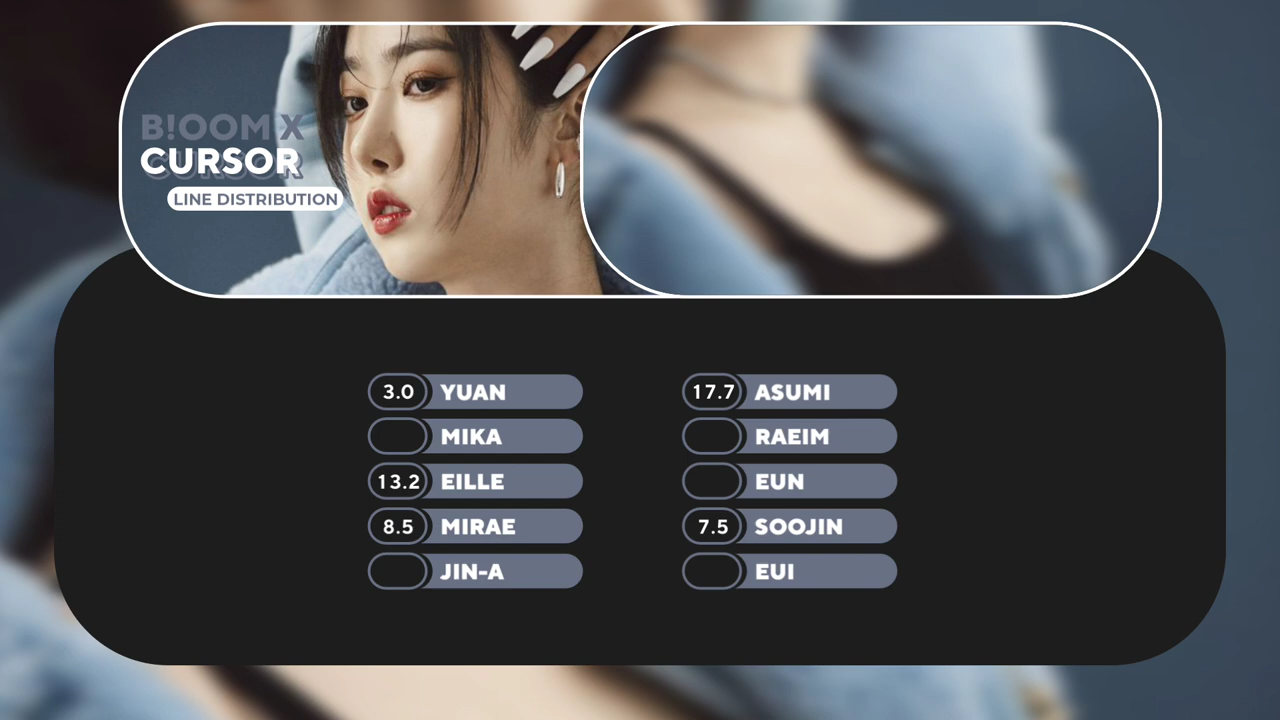 B!OOM X
CURSOR
LINE DISTRIBUTION
3.0 YUAN
MIKA
13.2 EILLE
8.5 MIRAE
JIN-A
17.7 ASUMI
RAEIM
EUN
7.5 SOOJIN
EUI